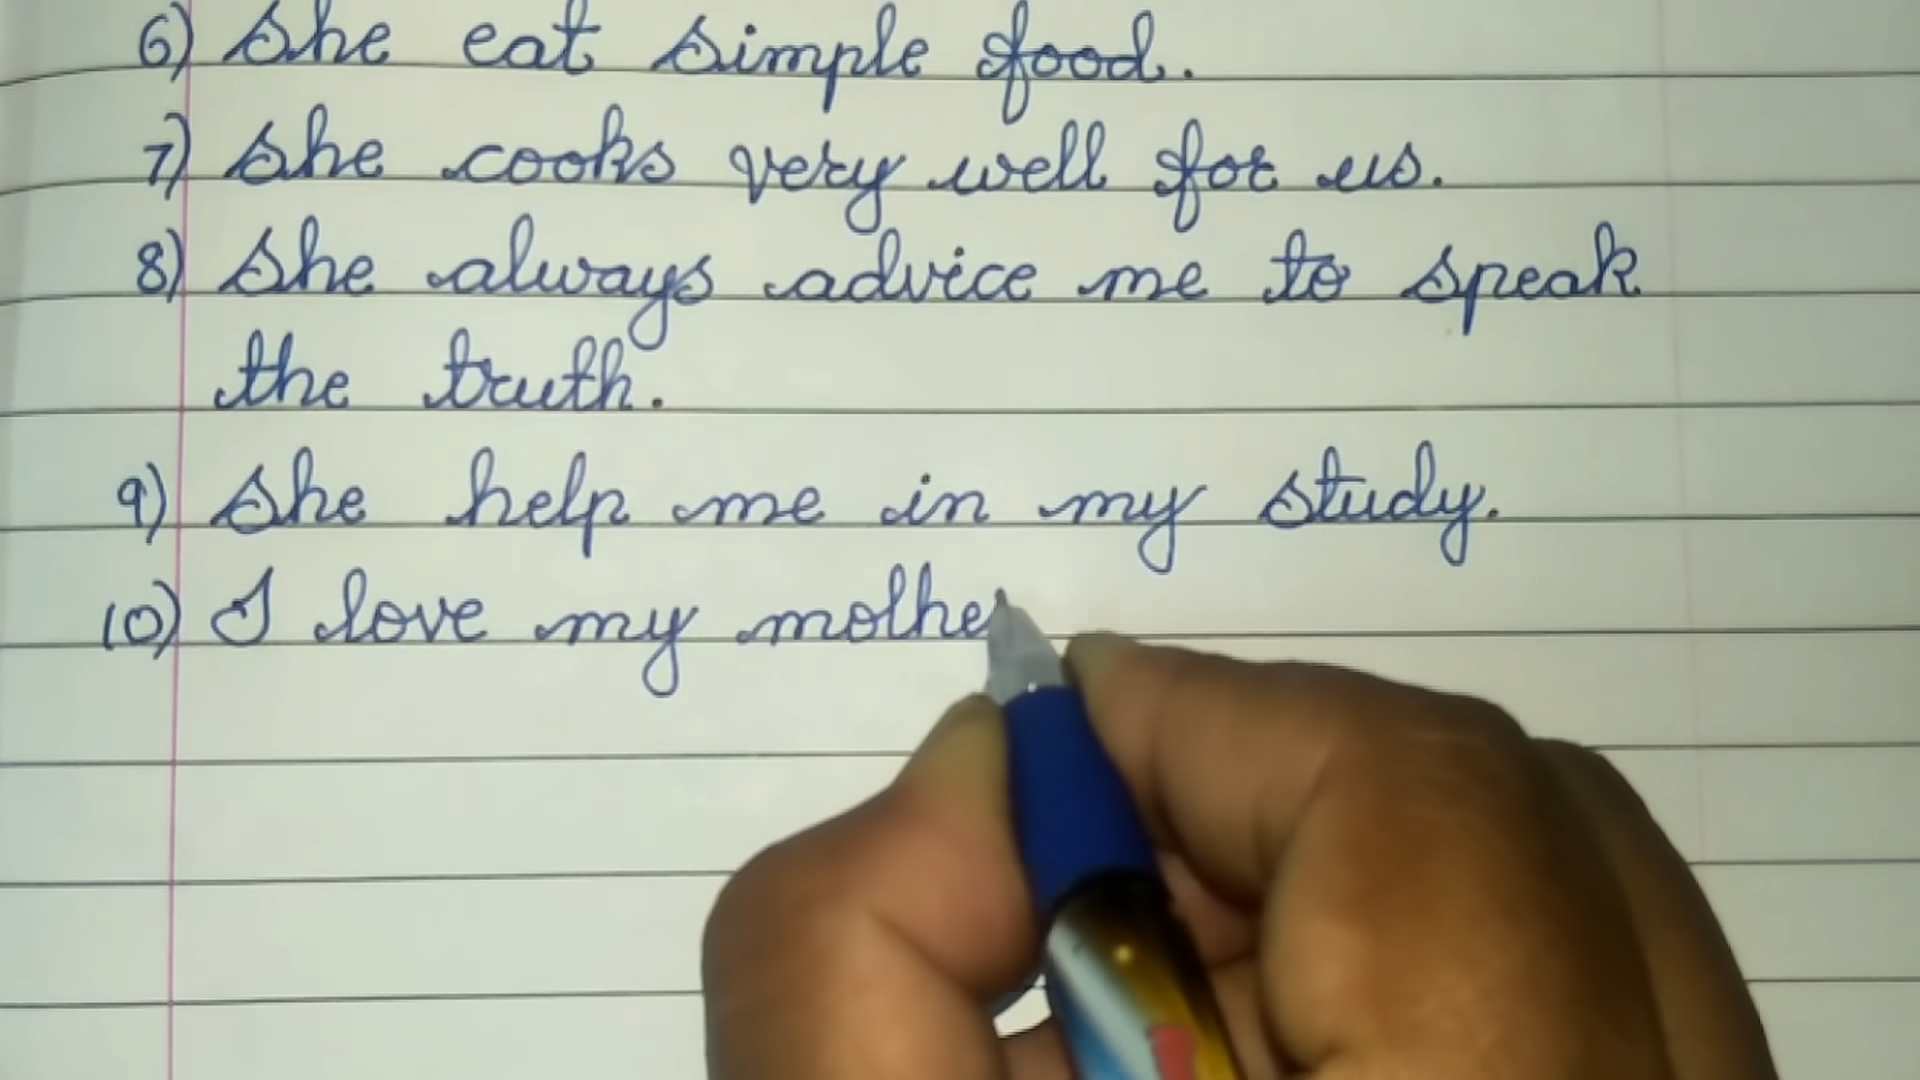 6) She eat simple food.
7) She cooks very well for us.
8) She always advice me to speak
the truth.
9) She help me in my study.
10) I love my mothe